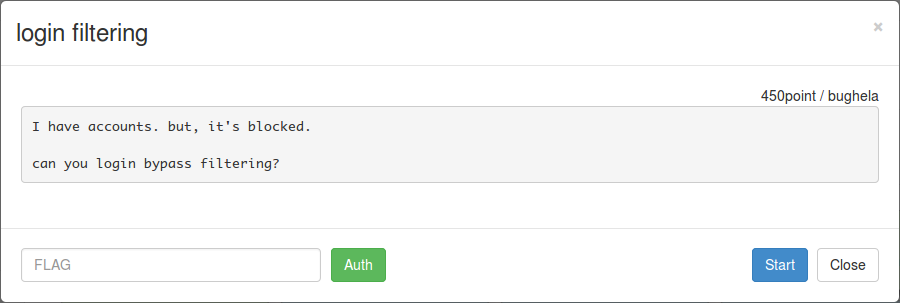 login filtering
×
450point / bughela
I have accounts. but, it's blocked.
can you login bypass filtering?
FLAG
Auth
Start
Close